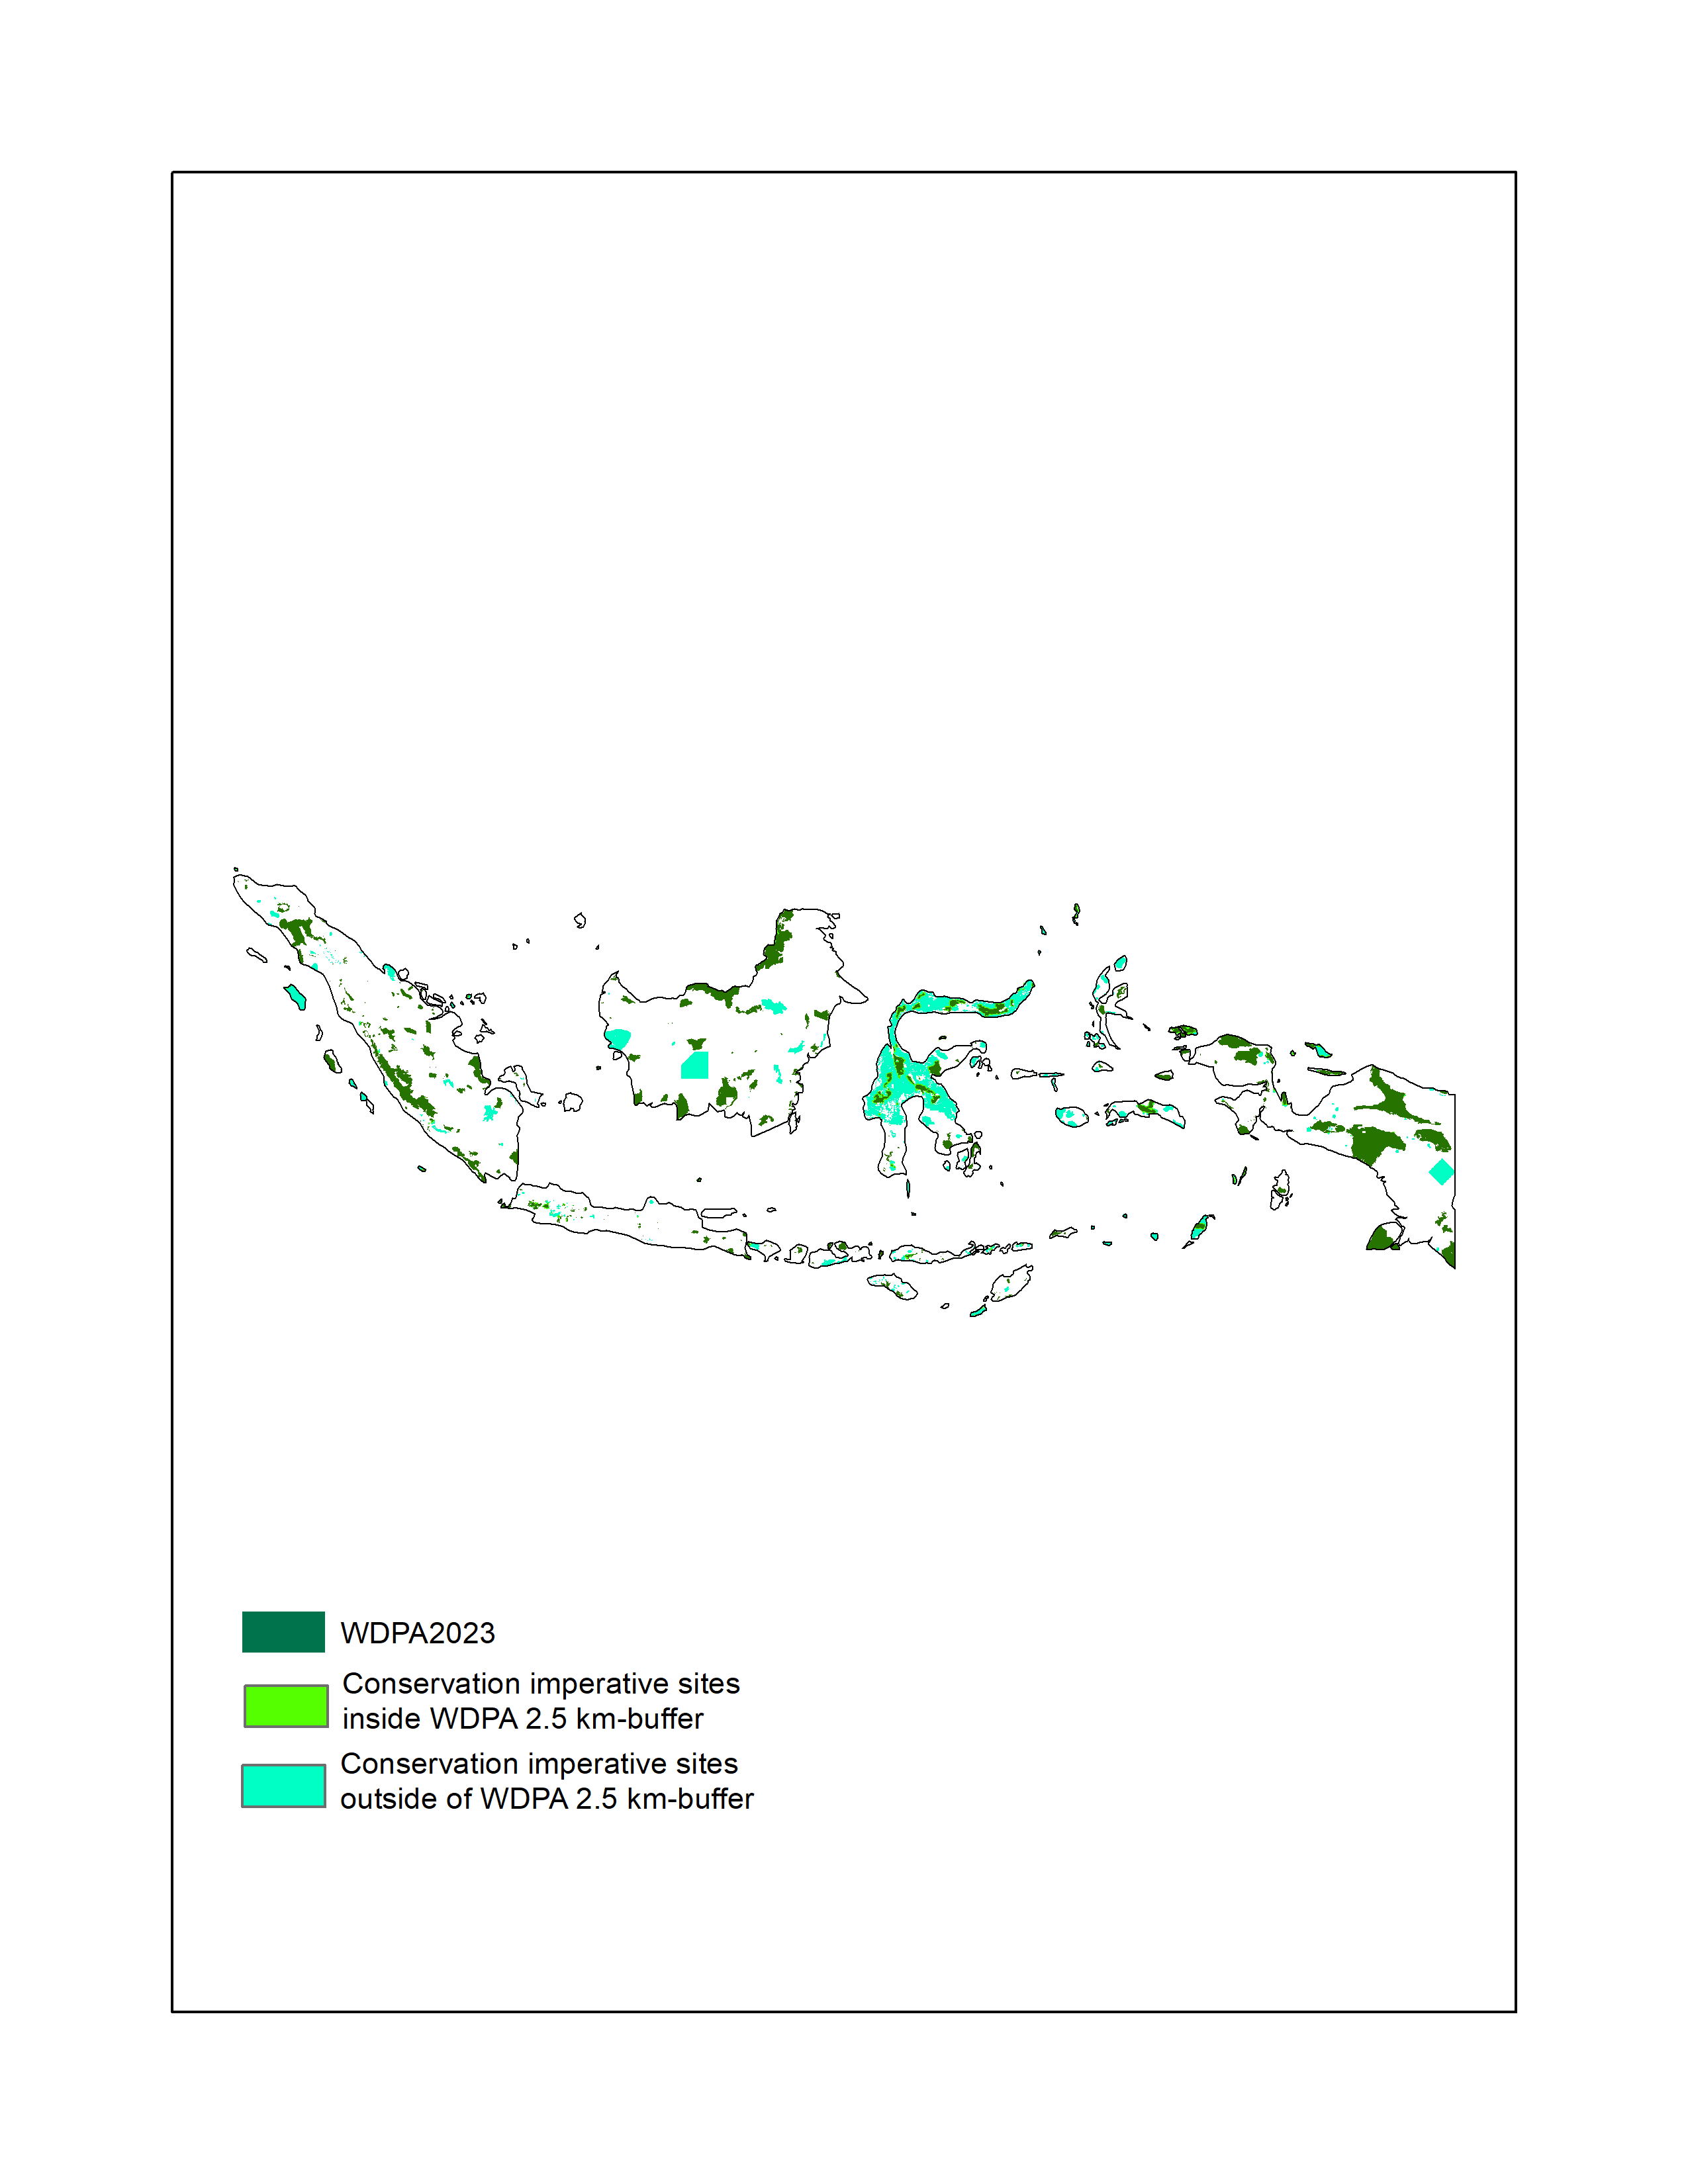 WDPA2023
Conservation imperative sites
inside WDPA 2.5 km-buffer
Conservation imperative sites
outside of WDPA 2.5 km-buffer